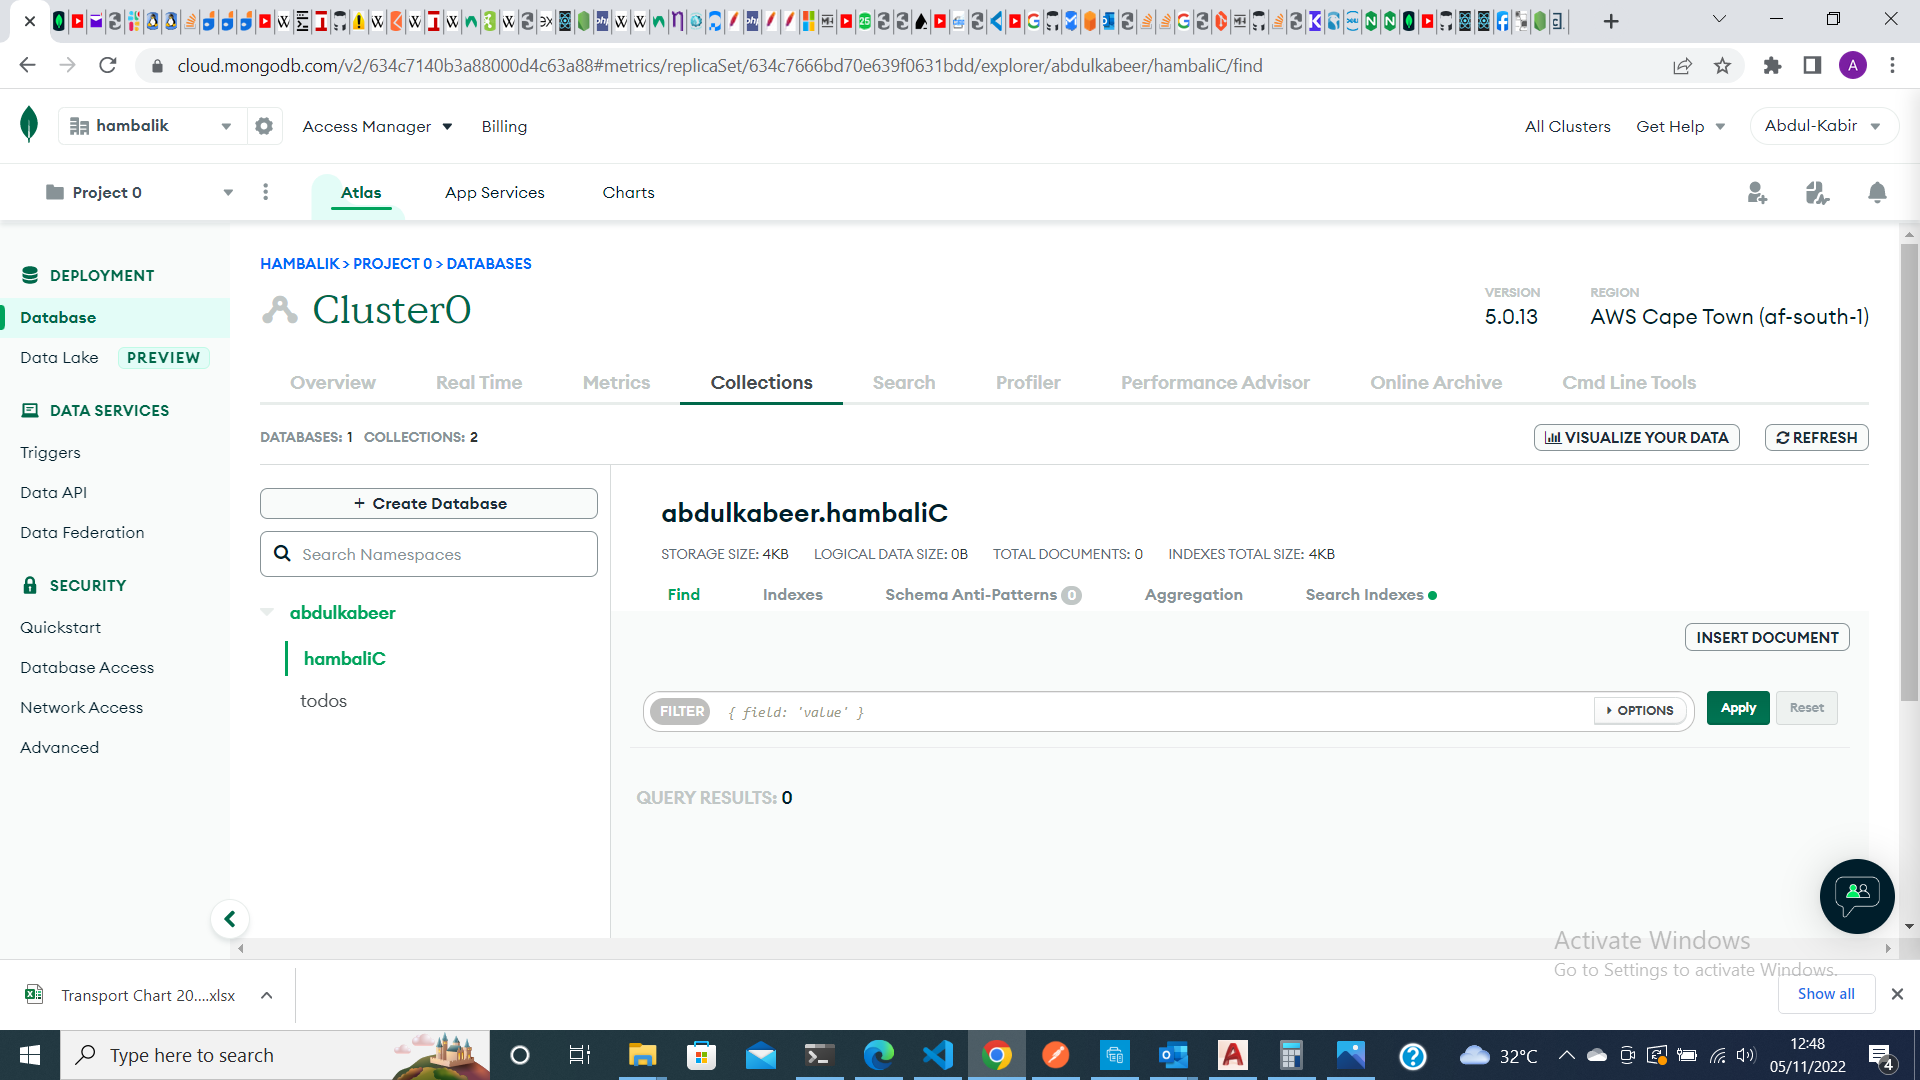 cloud.mongodb.com/v2/634c7140b3a88000d4c63a88#metrics/replicaSet/634c7666bd70e639f0631bdd/explorer/abdulkabeer/hambaliC/find
A
hambalik
Access Manager
Billing
All Clusters
Get Help
Abdul-Kabir
Project 0
Atlas
App Services
Charts
DEPLOYMENT
Database
Data Lake PREVIEW
DATA SERVICES
Triggers
Data API
Data Federation
SECURITY
Quickstart
Database Access
Network Access
Advanced
HAMBALIK > PROJECT 0 > DATABASES
Cluster0
VERSION
5.0.13
REGION
AWS Cape Town (af-south-1)
Overview
Real Time
Metrics
Collections
Search
Profiler
Performance Advisor
Online Archive
Cmd Line Tools
DATABASES: 1 COLLECTIONS: 2
VISUALIZE YOUR DATA
REFRESH
+ Create Database
Search Namespaces
abdulkabeer
hambaliC
todos
abdulkabeer.hambaliC
STORAGE SIZE: 4KB LOGICAL DATA SIZE: 0B TOTAL DOCUMENTS: 0 INDEXES TOTAL SIZE: 4KB
Find
Indexes
Schema Anti-Patterns 0
Aggregation
Search Indexes
INSERT DOCUMENT
FILTER { field: 'value' }
OPTIONS
Apply
Reset
QUERY RESULTS: 0
Activate Windows
Go to Settings to activate Windows.
Transport Chart 20....xlsx
Show all
Type here to search
32°C
12:48
05/11/2022
4